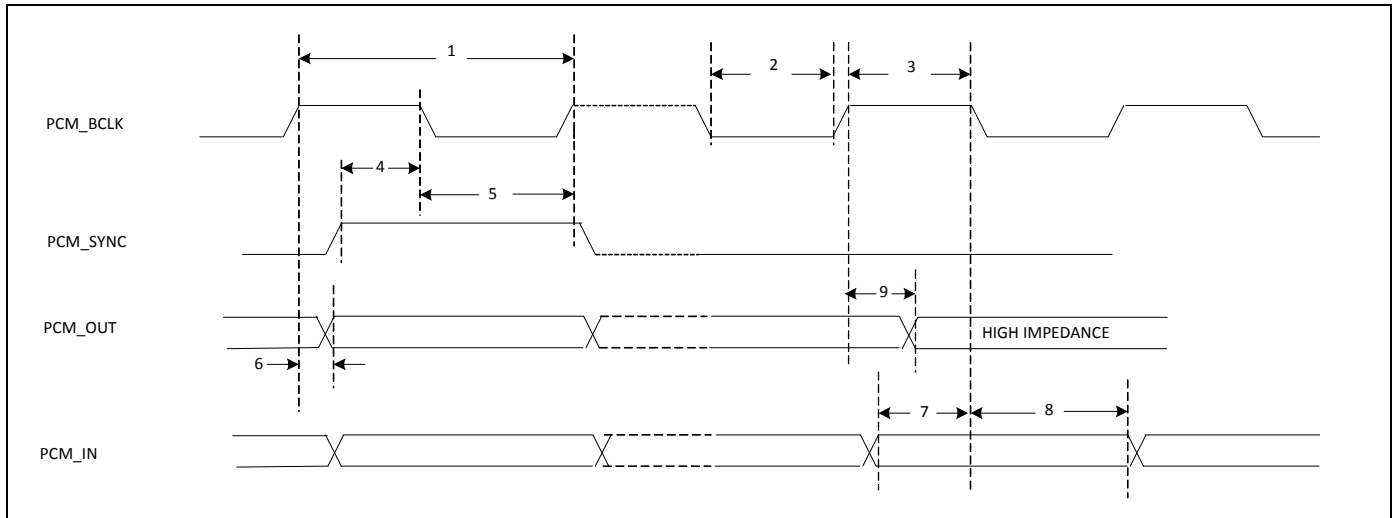 1
2
3
PCM_BCLK
4
5
PCM_SYNC
9
PCM_OUT
HIGH IMPEDANCE
6
7
8
PCM_IN